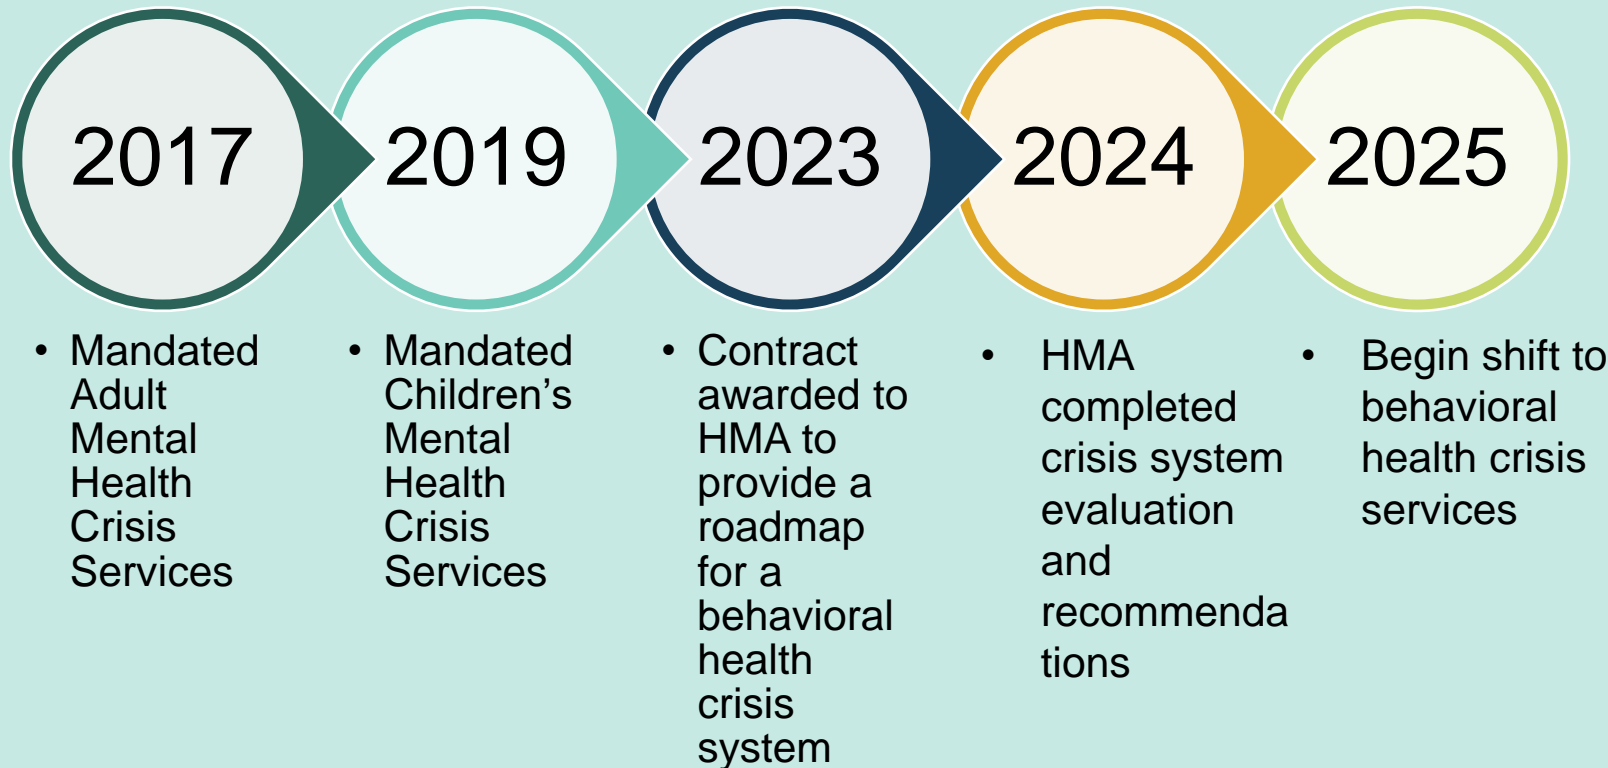 2017
2019
2023
2024
2025
• Mandated
Adult
Mental
Health
Crisis
Services
• Mandated
Children’s
Mental
Health
Crisis
Services
• Contract
awarded to
HMA to
provide a
roadmap
for a
behavioral
health
crisis
system
• HMA
completed
crisis system
evaluation
and
recommenda
tions
• Begin shift to
behavioral
health crisis
services